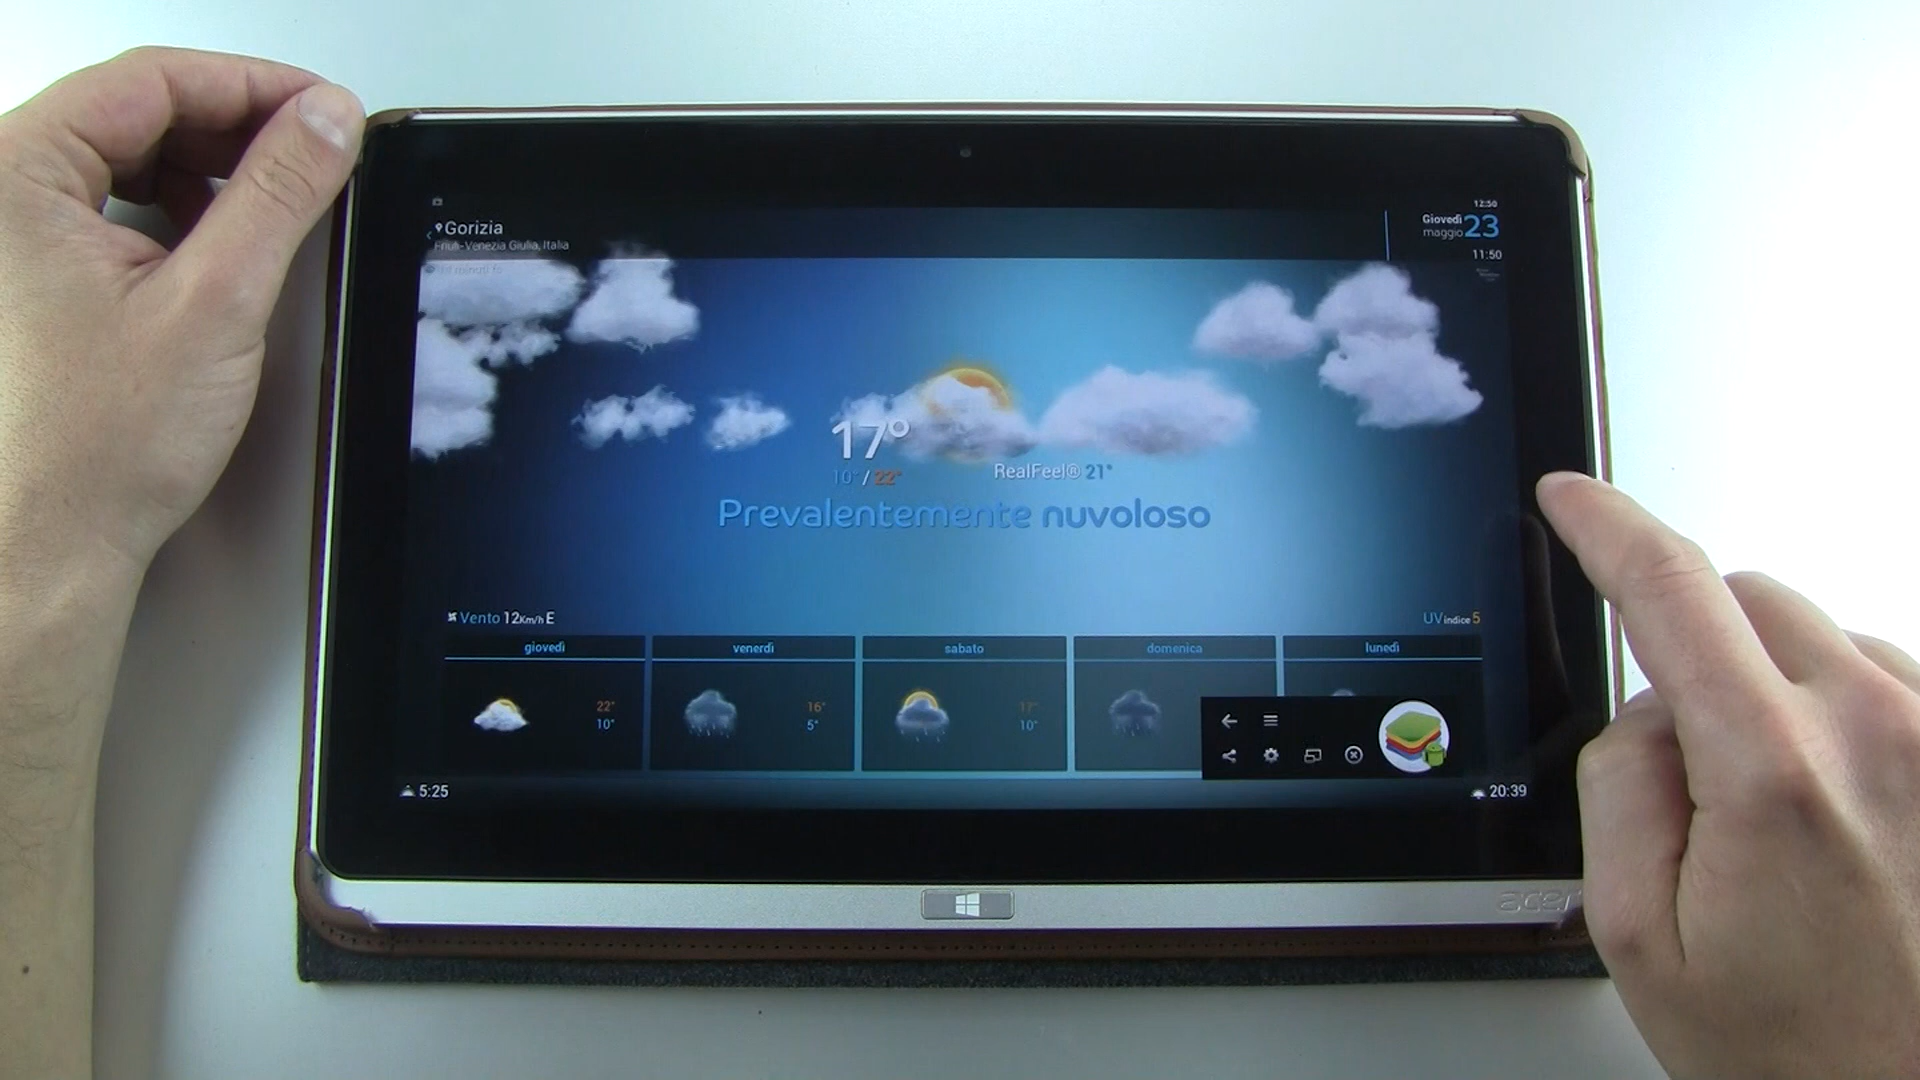 12:50
Gorizia
Friuli-Venezia Giulia, Italia
Giovedì
maggio 23
11:50
minuti fa
17°
10° / 22°
RealFeel® 21°
Prevalentemente nuvoloso
Vento 12Km/h E
UV indice 5
giovedì
venerdì
sabato
domenica
lunedì
22°
10°
16°
5°
17°
10°
5:25
20:39
acer